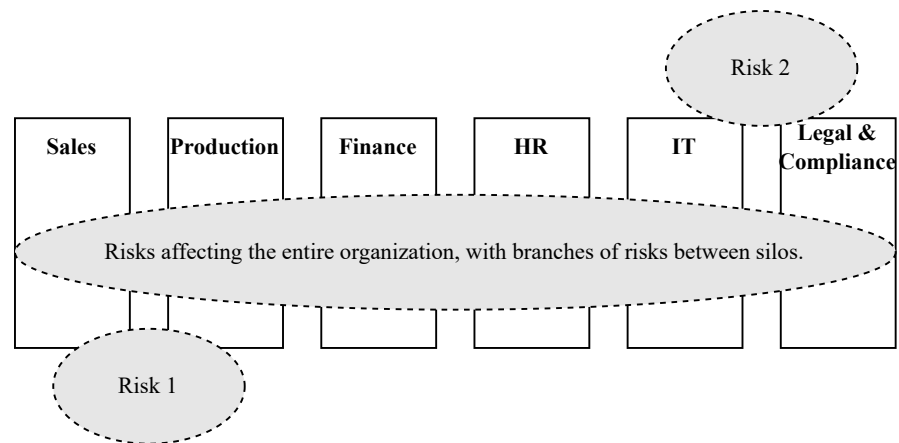 Risk 2
Sales
Production
Finance
HR
IT
Legal &
Compliance
Risks affecting the entire organization, with branches of risks between silos.
Risk 1